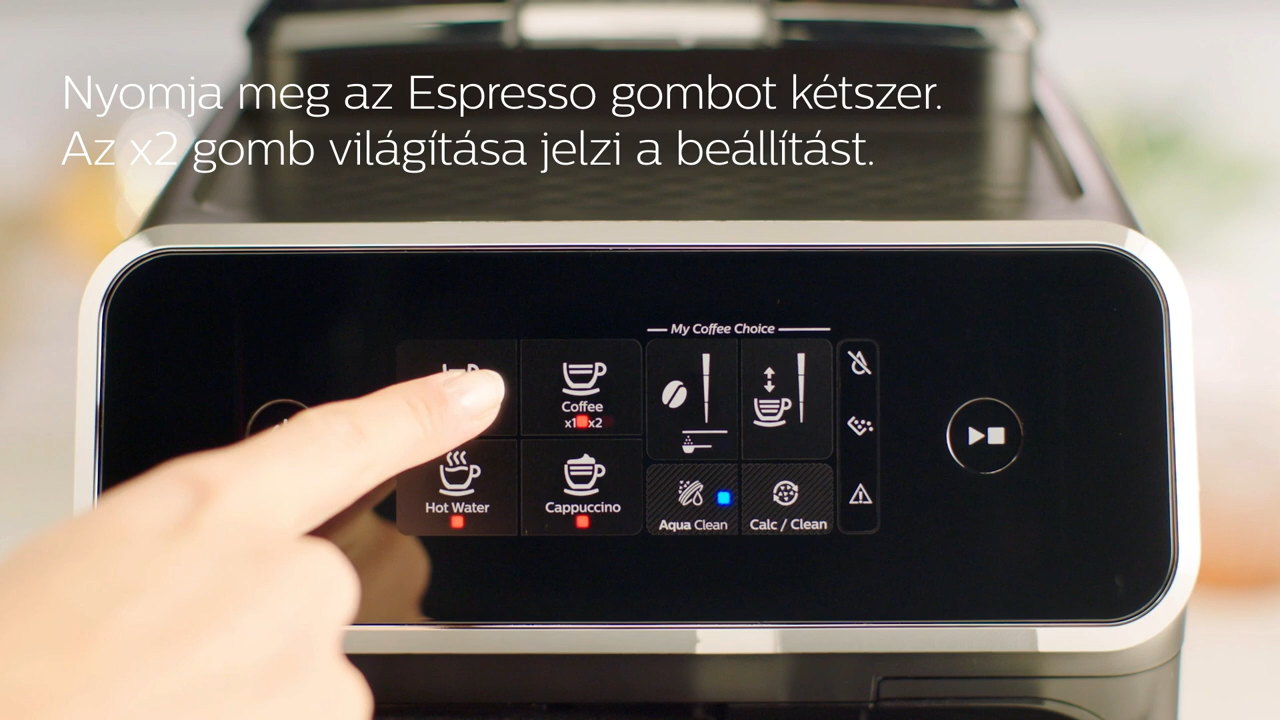 Nyomja meg az Espresso gombot kétszer.
Az x2 gomb világítása jelzi a beállítást.
My Coffee Choice
Coffee
x1 x2
Hot Water
Cappuccino
Aqua Clean
Calc / Clean